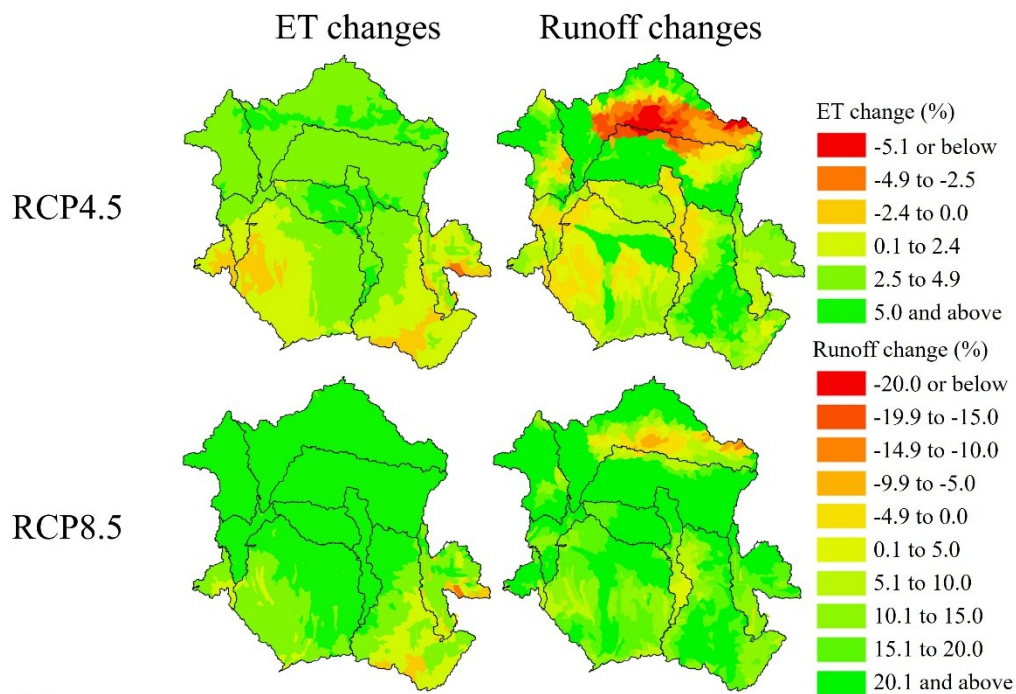 ET changes
Runoff changes
RCP4.5
RCP8.5
ET change (%)
-5.1 or below
-4.9 to -2.5
-2.4 to 0.0
0.1 to 2.4
2.5 to 4.9
5.0 and above
Runoff change (%)
-20.0 or below
-19.9 to -15.0
-14.9 to -10.0
-9.9 to -5.0
-4.9 to 0.0
0.1 to 5.0
5.1 to 10.0
10.1 to 15.0
15.1 to 20.0
20.1 and above